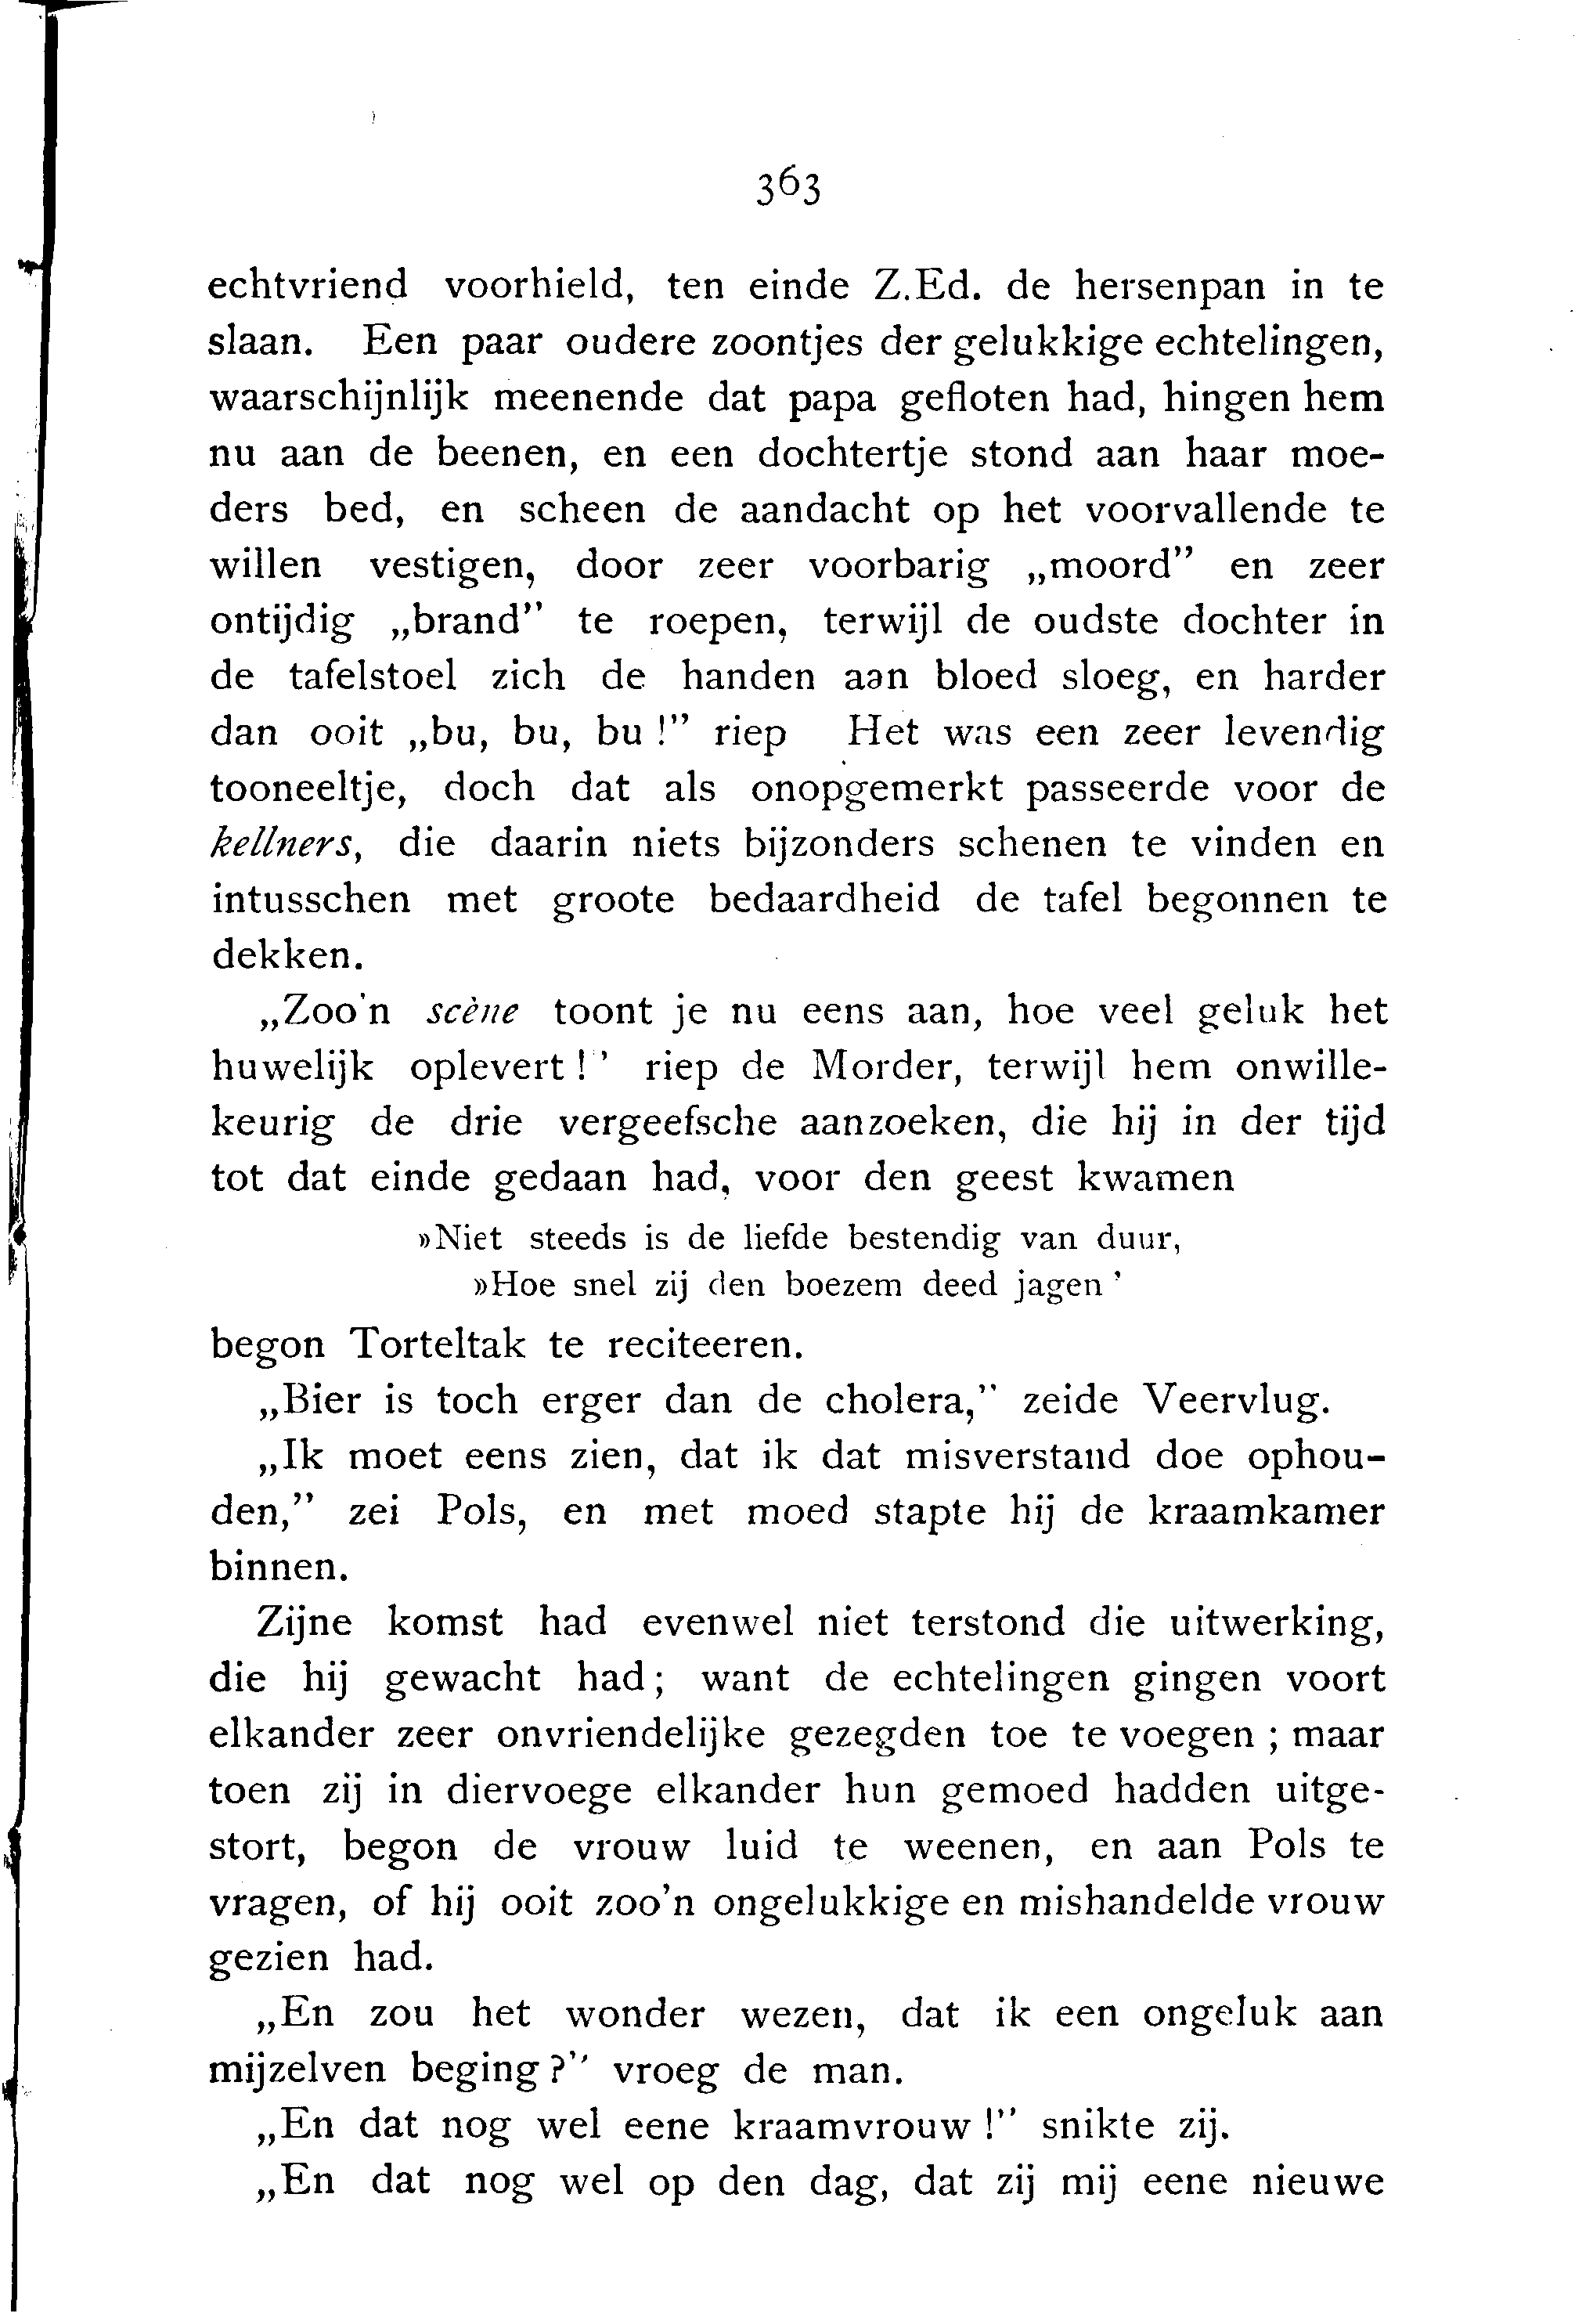 363
echtvriend voorhield, ten einde Z.Ed. de hersenpan in te
slaan. Een paar oudere zoontjes der gelukkige echtelingen,
waarschijnlijk meenende dat papa gefloten had, hingen hem
nu aan de beenen, en een dochtertje stond aan haar moe-
ders bed, en scheen de aandacht op het voorvallende te
willen vestigen, door zeer voorbarig „moord” en zeer
ontijdig „brand” te roepen, terwijl de oudste dochter in
de tafelstoel zich de handen aan bloed sloeg, en harder
dan ooit „bu, bu, bu!” riep Het was een zeer levendig
tooneeltje, doch dat als onopgemerkt passeerde voor de
kellners, die daarin niets bijzonders schenen te vinden en
intusschen met groote bedaardheid de tafel begonnen te
dekken.
„Zoo'n scène toont je nu eens aan, hoe veel geluk het
huwelijk oplevert!” riep de Morder, terwijl hem onwille-
keurig de drie vergeefsche aanzoeken, die hij in der tijd
tot dat einde gedaan had, voor den geest kwamen
»Niet steeds is de liefde bestendig van duur,
»Hoe snel zij den boezem deed jagen’
begon Torteltak te reciteeren.
„Bier is toch erger dan de cholera,” zeide Veervlug.
„Ik moet eens zien, dat ik dat misverstand doe ophou-
den,” zei Pols, en met moed stapte hij de kraamkamer
binnen.
Zijne komst had evenwel niet terstond die uitwerking,
die hij gewacht had; want de echtelingen gingen voort
elkander zeer onvriendelijke gezegden toe te voegen; maar
toen zij in diervoege elkander hun gemoed hadden uitge-
stort, begon de vrouw luid te weenen, en aan Pols te
vragen, of hij ooit zoo'n ongelukkige en mishandelde vrouw
gezien had.
„En zou het wonder wezen, dat ik een ongeluk aan
mijzelven beging?” vroeg de man.
„En dat nog wel eene kraamvrouw!” snikte zij.
„En dat nog wel op den dag, dat zij mij eene nieuwe